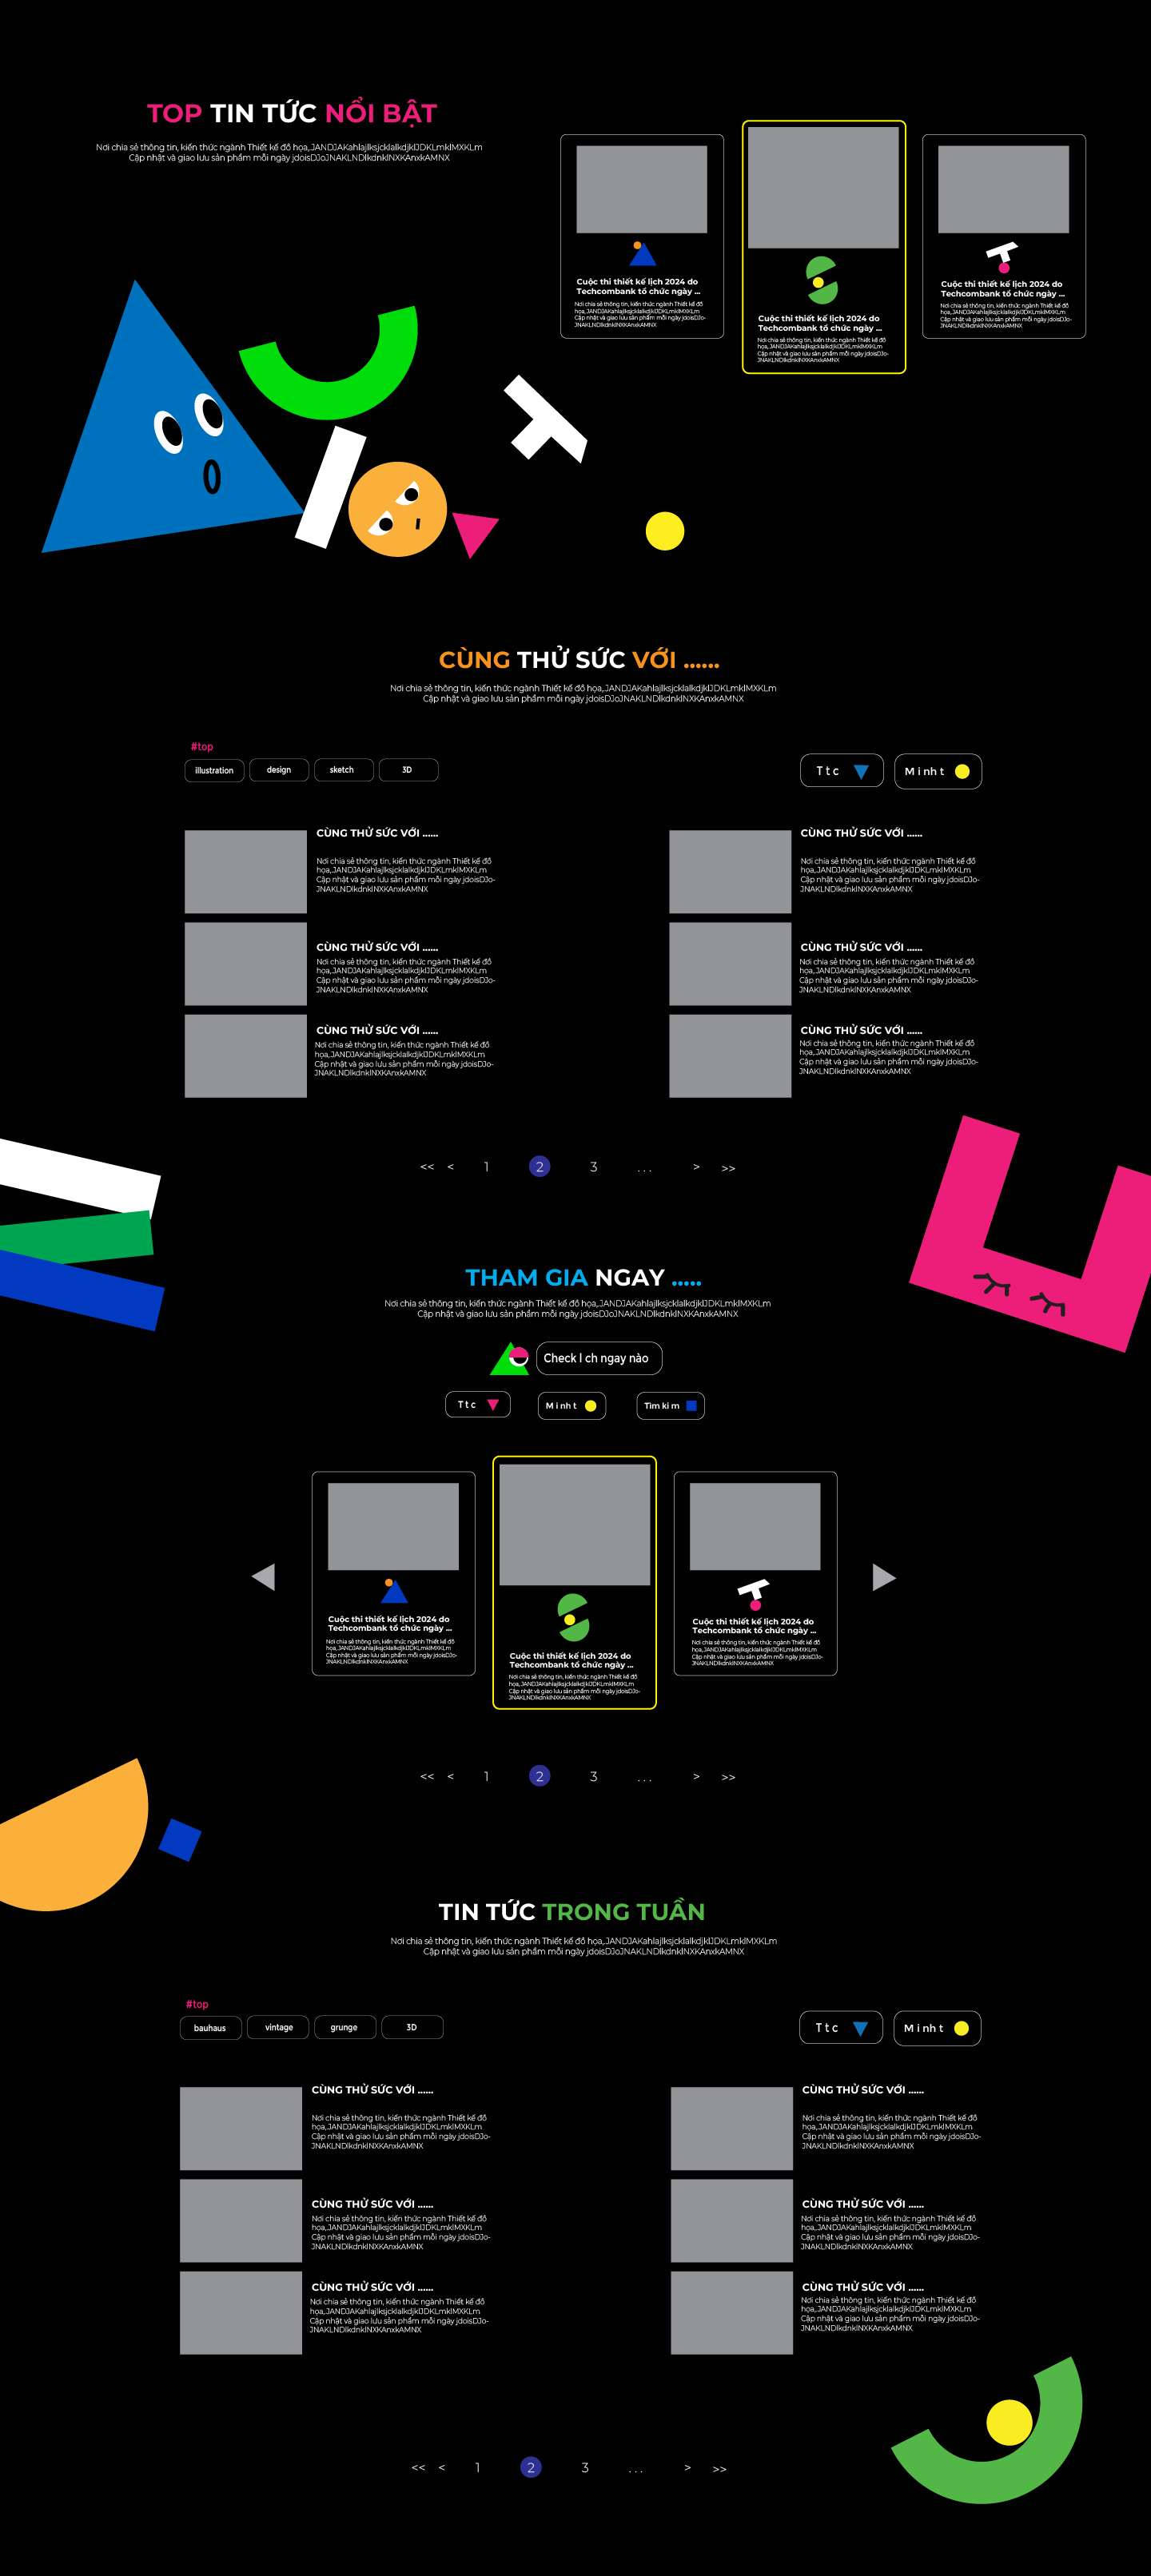 TOP TIN TỨC NỔI BẬT
Nơi chia sẻ thông tin, kiến thức ngành Thiết kế đồ họa,.JANDJAKahlajlksjcklalkdjklJDKLmklMXKLm
Cập nhật và giao lưu sản phẩm mỗi ngày jdoisDJoJNAKLNDlkdnklNXKAnxkAMNX
Cuộc thi thiết kế lịch 2024 do
Techcombank tổ chức ngày ...
Nơi chia sẻ thông tin, kiến thức ngành Thiết kế đồ
họa,.JANDJAKahlajlksjcklalkdjklJDKLmklMXKLm
Cập nhật và giao lưu sản phẩm mỗi ngày jdoisDJo-
JNAKLNDlkdnklNXKAnxkAMNX
Cuộc thi thiết kế lịch 2024 do
Techcombank tổ chức ngày ...
Nơi chia sẻ thông tin, kiến thức ngành Thiết kế đồ
họa,.JANDJAKahlajlksjcklalkdjklJDKLmklMXKLm
Cập nhật và giao lưu sản phẩm mỗi ngày jdoisDJo-
JNAKLNDlkdnklNXKAnxkAMNX
Cuộc thi thiết kế lịch 2024 do
Techcombank tổ chức ngày ...
Nơi chia sẻ thông tin, kiến thức ngành Thiết kế đồ
họa,.JANDJAKahlajlksjcklalkdjklJDKLmklMXKLm
Cập nhật và giao lưu sản phẩm mỗi ngày jdoisDJo-
JNAKLNDlkdnklNXKAnxkAMNX
CÙNG THỬ SỨC VỚI ......
Nơi chia sẻ thông tin, kiến thức ngành Thiết kế đồ họa,.JANDJAKahlajlksjcklalkdjklJDKLmklMXKLm
Cập nhật và giao lưu sản phẩm mỗi ngày jdoisDJoJNAKLNDlkdnklNXKAnxkAMNX
#top
illustration design sketch 3D
T t c M i nh t
CÙNG THỬ SỨC VỚI ......
Nơi chia sẻ thông tin, kiến thức ngành Thiết kế đồ
họa,.JANDJAKahlajlksjcklalkdjklJDKLmklMXKLm
Cập nhật và giao lưu sản phẩm mỗi ngày jdoisDJo-
JNAKLNDlkdnklNXKAnxkAMNX
CÙNG THỬ SỨC VỚI ......
Nơi chia sẻ thông tin, kiến thức ngành Thiết kế đồ
họa,.JANDJAKahlajlksjcklalkdjklJDKLmklMXKLm
Cập nhật và giao lưu sản phẩm mỗi ngày jdoisDJo-
JNAKLNDlkdnklNXKAnxkAMNX
CÙNG THỬ SỨC VỚI ......
Nơi chia sẻ thông tin, kiến thức ngành Thiết kế đồ
họa,.JANDJAKahlajlksjcklalkdjklJDKLmklMXKLm
Cập nhật và giao lưu sản phẩm mỗi ngày jdoisDJo-
JNAKLNDlkdnklNXKAnxkAMNX
CÙNG THỬ SỨC VỚI ......
Nơi chia sẻ thông tin, kiến thức ngành Thiết kế đồ
họa,.JANDJAKahlajlksjcklalkdjklJDKLmklMXKLm
Cập nhật và giao lưu sản phẩm mỗi ngày jdoisDJo-
JNAKLNDlkdnklNXKAnxkAMNX
CÙNG THỬ SỨC VỚI ......
Nơi chia sẻ thông tin, kiến thức ngành Thiết kế đồ
họa,.JANDJAKahlajlksjcklalkdjklJDKLmklMXKLm
Cập nhật và giao lưu sản phẩm mỗi ngày jdoisDJo-
JNAKLNDlkdnklNXKAnxkAMNX
CÙNG THỬ SỨC VỚI ......
Nơi chia sẻ thông tin, kiến thức ngành Thiết kế đồ
họa,.JANDJAKahlajlksjcklalkdjklJDKLmklMXKLm
Cập nhật và giao lưu sản phẩm mỗi ngày jdoisDJo-
JNAKLNDlkdnklNXKAnxkAMNX
<< < 1 2 3 ... > >>
THAM GIA NGAY .....
Nơi chia sẻ thông tin, kiến thức ngành Thiết kế đồ họa,.JANDJAKahlajlksjcklalkdjklJDKLmklMXKLm
Cập nhật và giao lưu sản phẩm mỗi ngày jdoisDJoJNAKLNDlkdnklNXKAnxkAMNX
Check l ch ngay nào
T t c M i nh t Tìm ki m
Cuộc thi thiết kế lịch 2024 do
Techcombank tổ chức ngày ...
Nơi chia sẻ thông tin, kiến thức ngành Thiết kế đồ
họa,.JANDJAKahlajlksjcklalkdjklJDKLmklMXKLm
Cập nhật và giao lưu sản phẩm mỗi ngày jdoisDJo-
JNAKLNDlkdnklNXKAnxkAMNX
Cuộc thi thiết kế lịch 2024 do
Techcombank tổ chức ngày ...
Nơi chia sẻ thông tin, kiến thức ngành Thiết kế đồ
họa,.JANDJAKahlajlksjcklalkdjklJDKLmklMXKLm
Cập nhật và giao lưu sản phẩm mỗi ngày jdoisDJo-
JNAKLNDlkdnklNXKAnxkAMNX
Cuộc thi thiết kế lịch 2024 do
Techcombank tổ chức ngày ...
Nơi chia sẻ thông tin, kiến thức ngành Thiết kế đồ
họa,.JANDJAKahlajlksjcklalkdjklJDKLmklMXKLm
Cập nhật và giao lưu sản phẩm mỗi ngày jdoisDJo-
JNAKLNDlkdnklNXKAnxkAMNX
<< < 1 2 3 ... > >>
TIN TỨC TRONG TUẦN
Nơi chia sẻ thông tin, kiến thức ngành Thiết kế đồ họa,.JANDJAKahlajlksjcklalkdjklJDKLmklMXKLm
Cập nhật và giao lưu sản phẩm mỗi ngày jdoisDJoJNAKLNDlkdnklNXKAnxkAMNX
#top
bauhaus vintage grunge 3D
T t c M i nh t
CÙNG THỬ SỨC VỚI ......
Nơi chia sẻ thông tin, kiến thức ngành Thiết kế đồ
họa,.JANDJAKahlajlksjcklalkdjklJDKLmklMXKLm
Cập nhật và giao lưu sản phẩm mỗi ngày jdoisDJo-
JNAKLNDlkdnklNXKAnxkAMNX
CÙNG THỬ SỨC VỚI ......
Nơi chia sẻ thông tin, kiến thức ngành Thiết kế đồ
họa,.JANDJAKahlajlksjcklalkdjklJDKLmklMXKLm
Cập nhật và giao lưu sản phẩm mỗi ngày jdoisDJo-
JNAKLNDlkdnklNXKAnxkAMNX
CÙNG THỬ SỨC VỚI ......
Nơi chia sẻ thông tin, kiến thức ngành Thiết kế đồ
họa,.JANDJAKahlajlksjcklalkdjklJDKLmklMXKLm
Cập nhật và giao lưu sản phẩm mỗi ngày jdoisDJo-
JNAKLNDlkdnklNXKAnxkAMNX
CÙNG THỬ SỨC VỚI ......
Nơi chia sẻ thông tin, kiến thức ngành Thiết kế đồ
họa,.JANDJAKahlajlksjcklalkdjklJDKLmklMXKLm
Cập nhật và giao lưu sản phẩm mỗi ngày jdoisDJo-
JNAKLNDlkdnklNXKAnxkAMNX
CÙNG THỬ SỨC VỚI ......
Nơi chia sẻ thông tin, kiến thức ngành Thiết kế đồ
họa,.JANDJAKahlajlksjcklalkdjklJDKLmklMXKLm
Cập nhật và giao lưu sản phẩm mỗi ngày jdoisDJo-
JNAKLNDlkdnklNXKAnxkAMNX
CÙNG THỬ SỨC VỚI ......
Nơi chia sẻ thông tin, kiến thức ngành Thiết kế đồ
họa,.JANDJAKahlajlksjcklalkdjklJDKLmklMXKLm
Cập nhật và giao lưu sản phẩm mỗi ngày jdoisDJo-
JNAKLNDlkdnklNXKAnxkAMNX
<< < 1 2 3 ... > >>